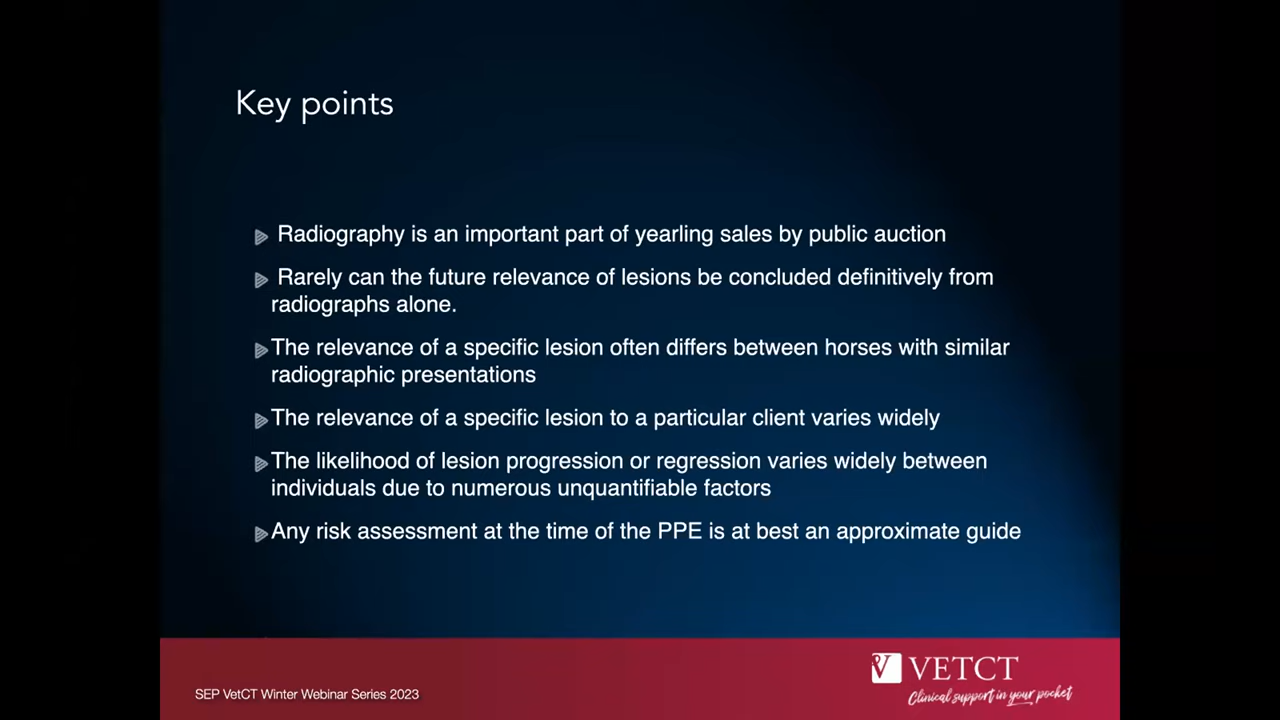 Key points
Radiography is an important part of yearling sales by public auction
Rarely can the future relevance of lesions be concluded definitively from
radiographs alone.
The relevance of a specific lesion often differs between horses with similar
radiographic presentations
The relevance of a specific lesion to a particular client varies widely
The likelihood of lesion progression or regression varies widely between
individuals due to numerous unquantifiable factors
Any risk assessment at the time of the PPE is at best an approximate guide
SEP VetCT Winter Webinar Series 2023
V VETCT
Clinical support in your pocket